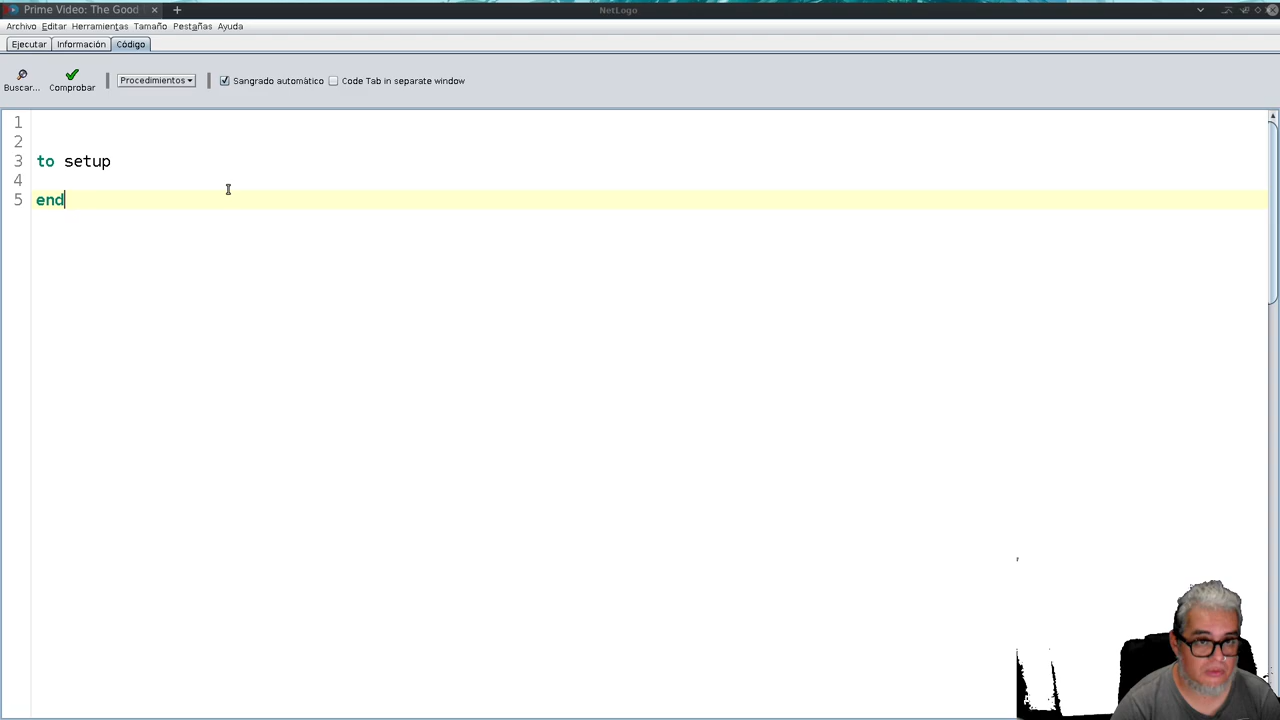 Prime Video: The Good
NetLogo
Archivo Editar Herramientas Tamaño Pestañas Ayuda
Ejecutar Información Código
Buscar... Comprobar Procedimientos Sangrado automático Code Tab in separate window
1
2
3 to setup
4
5 end